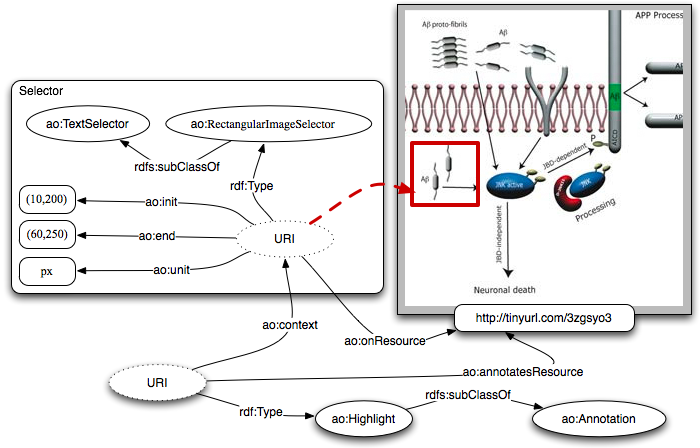 Selector
ao:TextSelector
ao:RectangularImageSelector
rdfs:subClassOf
rdf:Type
(10,200)
ao:init
(60,250)
ao:end
URI
px
ao:unit
ao:context
ao:onResource
URI
ao:annotatesResource
rdf:Type
ao:Highlight
rdfs:subClassOf
ao:Annotation
http://tinyurl.com/3zgsyo3
Aβ proto-fibrils
Aβ
APP Process
Aβ
AICD
P
JBD-dependent
Aβ
JNK active
JNK
Processing
JBD-independent
Neuronal death